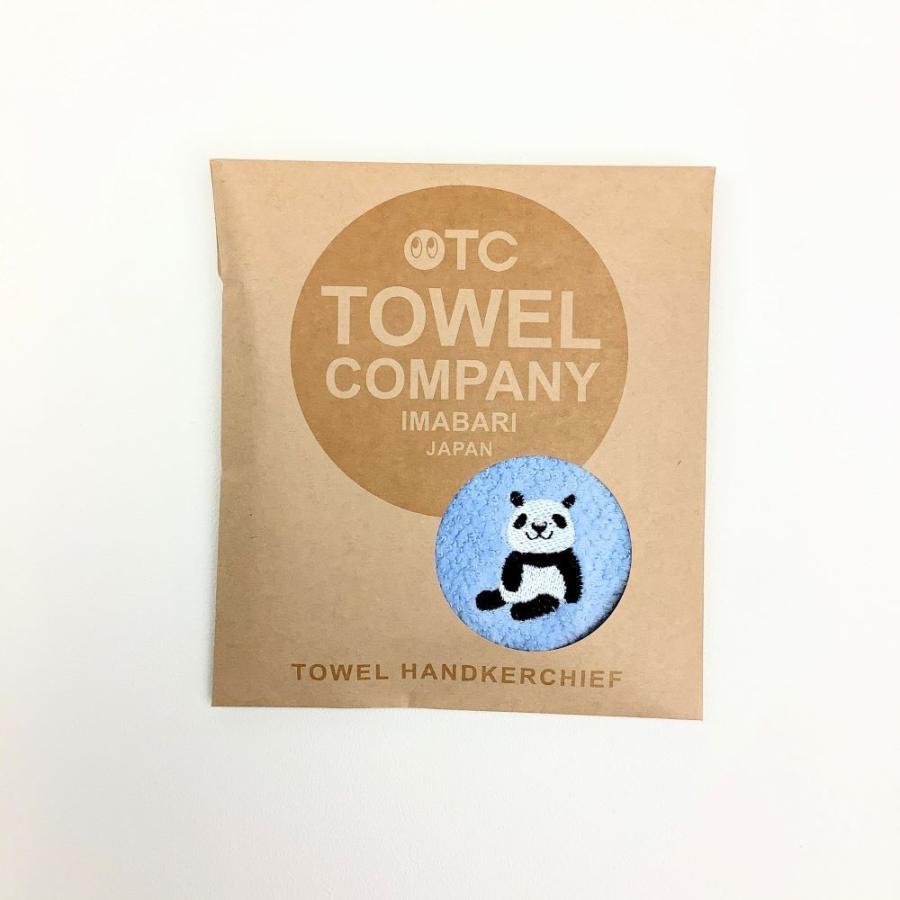 OTC
TOWEL
COMPANY
IMABARI
JAPAN
TOWEL HANDKERCHIEF